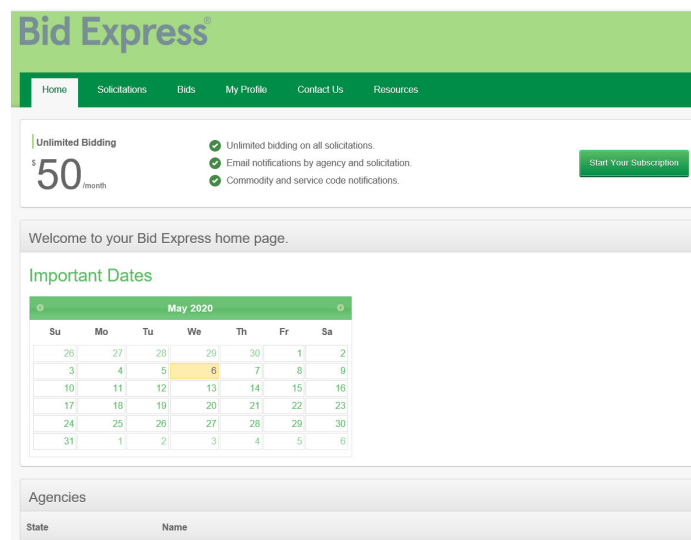 Bid Express®
Home Solicitations Bids My Profile Contact Us Resources
Unlimited Bidding
$50/month
Unlimited bidding on all solicitations.
Email notifications by agency and solicitation.
Commodity and service code notifications.
Start Your Subscription
Welcome to your Bid Express home page.
Important Dates
May 2020
Su Mo Tu We Th Fr Sa
26 27 28 29 30 1 2
3 4 5 6 7 8 9
10 11 12 13 14 15 16
17 18 19 20 21 22 23
24 25 26 27 28 29 30
31 1 2 3 4 5 6
Agencies
State Name